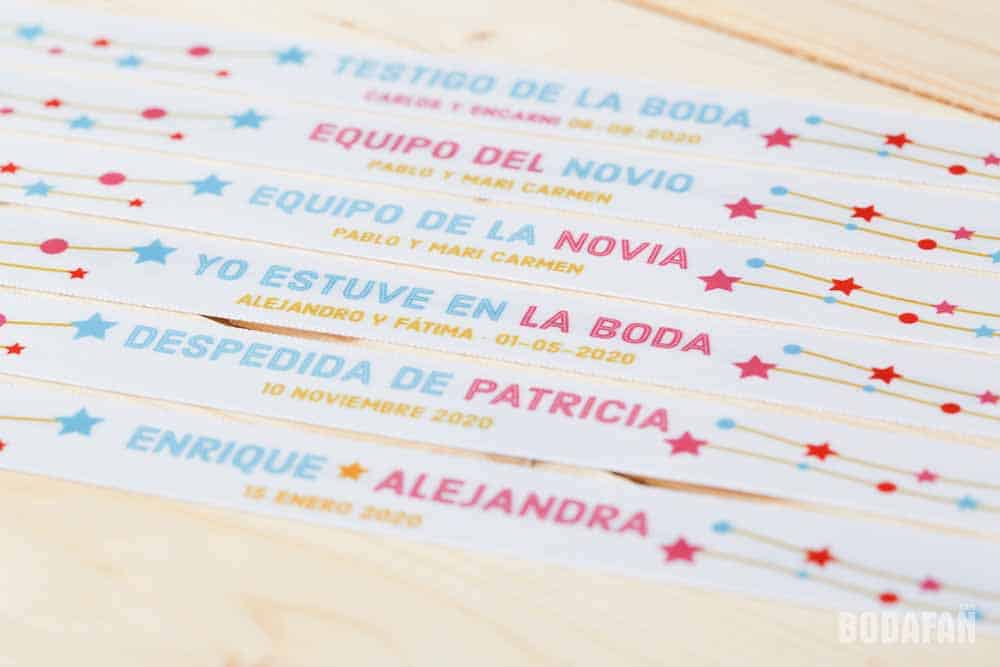 TESTIGO DE LA BODA
CARLOS Y ENCARNI 06-08-2020
EQUIPO DEL NOVIO
PABLO Y MARI CARMEN
EQUIPO DE LA NOVIA
PABLO Y MARI CARMEN
YO ESTUVE EN LA BODA
ALEJANDRO Y FÁTIMA - 01-05-2020
DESPEDIDA DE PATRICIA
10 NOVIEMBRE 2020
ENRIQUE ★ ALEJANDRA
15 ENERO 2020
BODAFAN